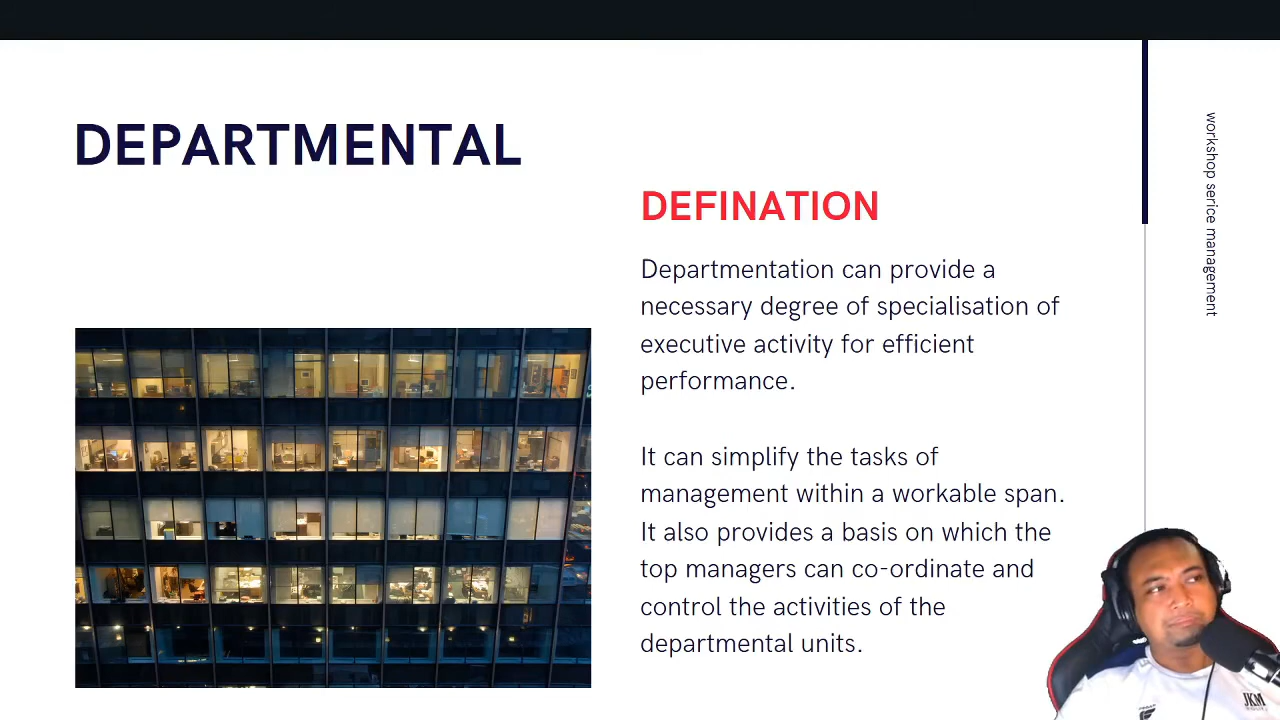 DEPARTMENTAL
DEFINATION
Departmentation can provide a
necessary degree of specialisation of
executive activity for efficient
performance.
It can simplify the tasks of
management within a workable span.
It also provides a basis on which the
top managers can co-ordinate and
control the activities of the
departmental units.
workshop serice management
JKM